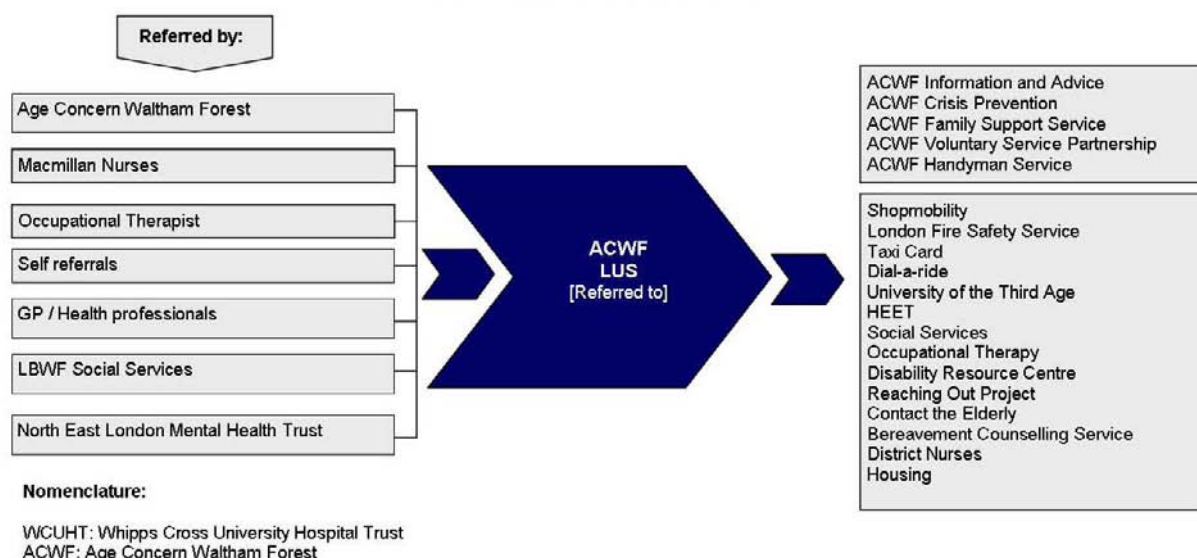 Referred by:
Age Concern Waltham Forest
Macmillan Nurses
Occupational Therapist
Self referrals
GP / Health professionals
LBWF Social Services
North East London Mental Health Trust
ACWF
LUS
[Referred to]
ACWF Information and Advice
ACWF Crisis Prevention
ACWF Family Support Service
ACWF Voluntary Service Partnership
ACWF Handyman Service
Shopmobility
London Fire Safety Service
Taxi Card
Dial-a-ride
University of the Third Age
HEET
Social Services
Occupational Therapy
Disability Resource Centre
Reaching Out Project
Contact the Elderly
Bereavement Counselling Service
District Nurses
Housing
Nomenclature:
WCUHT: Whipps Cross University Hospital Trust
ACWF: Age Concern Waltham Forest